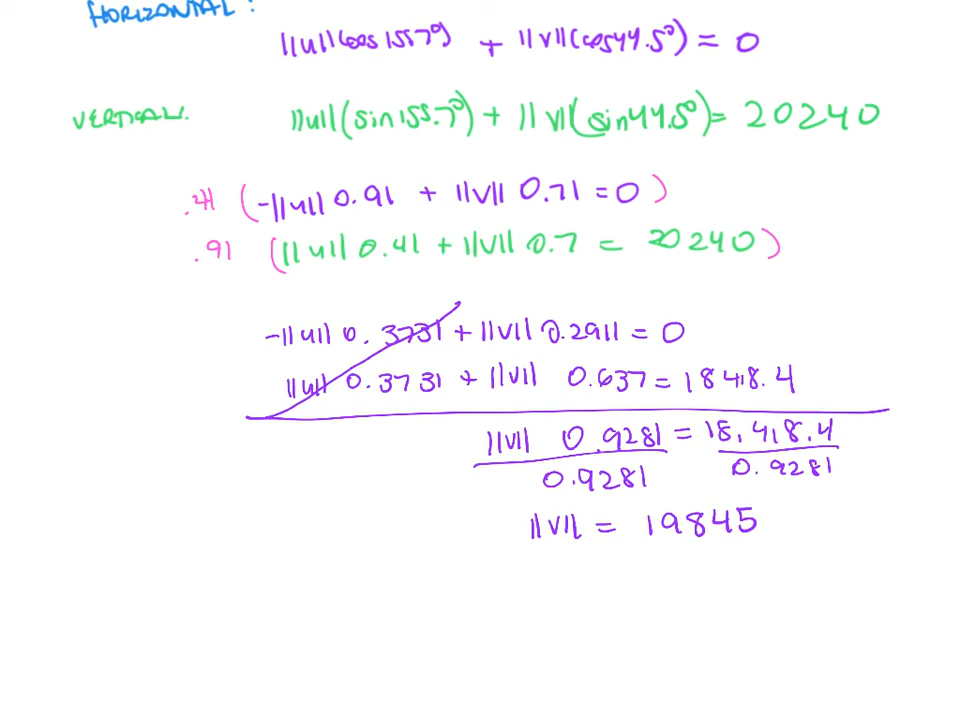 HORIZONTAL:
||u||(cos 155.7°) + ||v||(cos 44.5°) = 0
VERTICAL. ||u||(sin 155.7°) + ||v||(sin 44.5°) = 20240
.41 (-||u|| 0.91 + ||v|| 0.71 = 0)
.91 (||u|| 0.41 + ||v|| 0.7 = 20240)
-||u|| 0.3731 + ||v|| 0.2911 = 0
||u|| 0.3731 + ||v|| 0.637 = 18418.4
||v|| 0.9281 = 18,418.4
0.9281 0.9281
||v|| = 19845